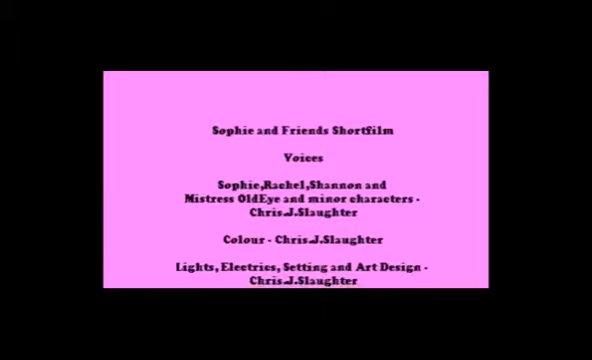 Sophie and Friends Shortfilm
Voices
Sophie,Rachel,Shannon and
Mistress OldEye and minor characters -
Chris.J.Slaughter
Colour - Chris.J.Slaughter
Lights, Electrics, Setting and Art Design -
Chris.J.Slaughter